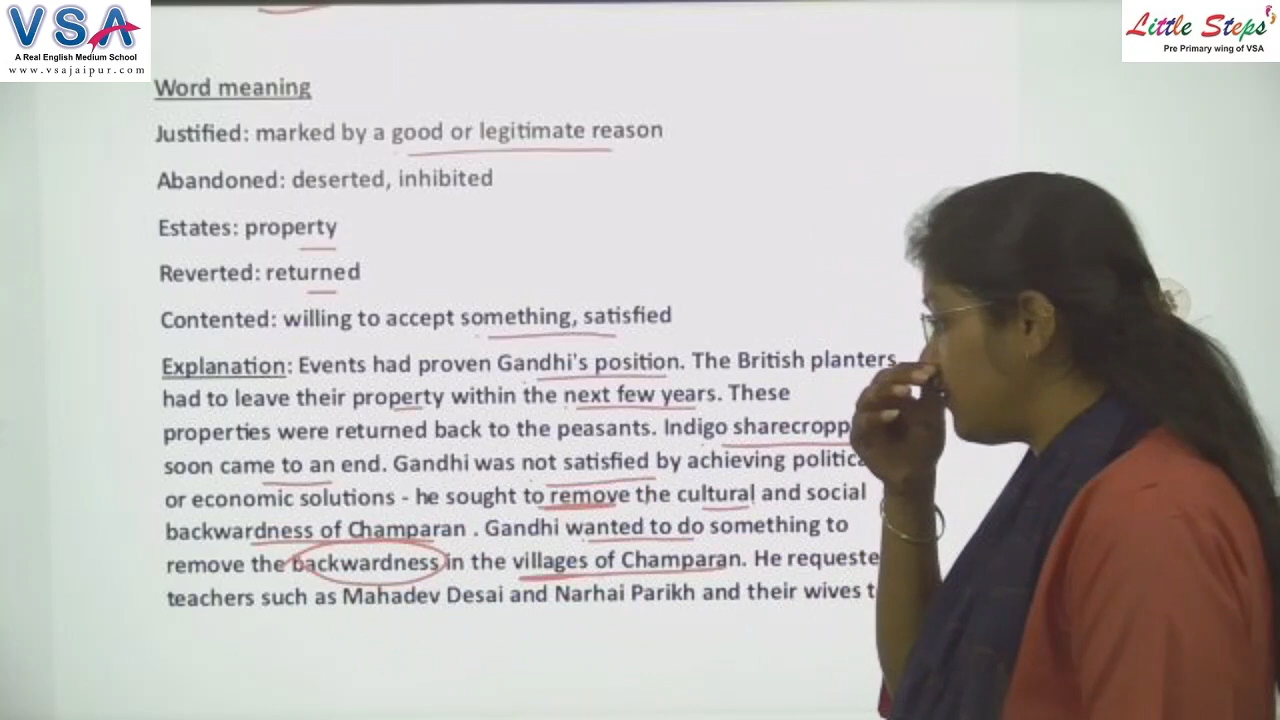 VSA
A Real English Medium School
www.vsajaipur.com
Little Steps
Pre Primary wing of VSA
Word meaning
Justified: marked by a good or legitimate reason
Abandoned: deserted, inhibited
Estates: property
Reverted: returned
Contented: willing to accept something, satisfied
Explanation: Events had proven Gandhi's position. The British planters
had to leave their property within the next few years. These
properties were returned back to the peasants. Indigo
soon came to an end. Gandhi was not satisfied by achieving
or economic solutions - he sought to remove the cultural and social
backwardness of Champaran . Gandhi wanted to do something to
remove the backwardness in the villages of Champaran. He
teachers such as Mahadev Desai and Narhai Parikh and their wives